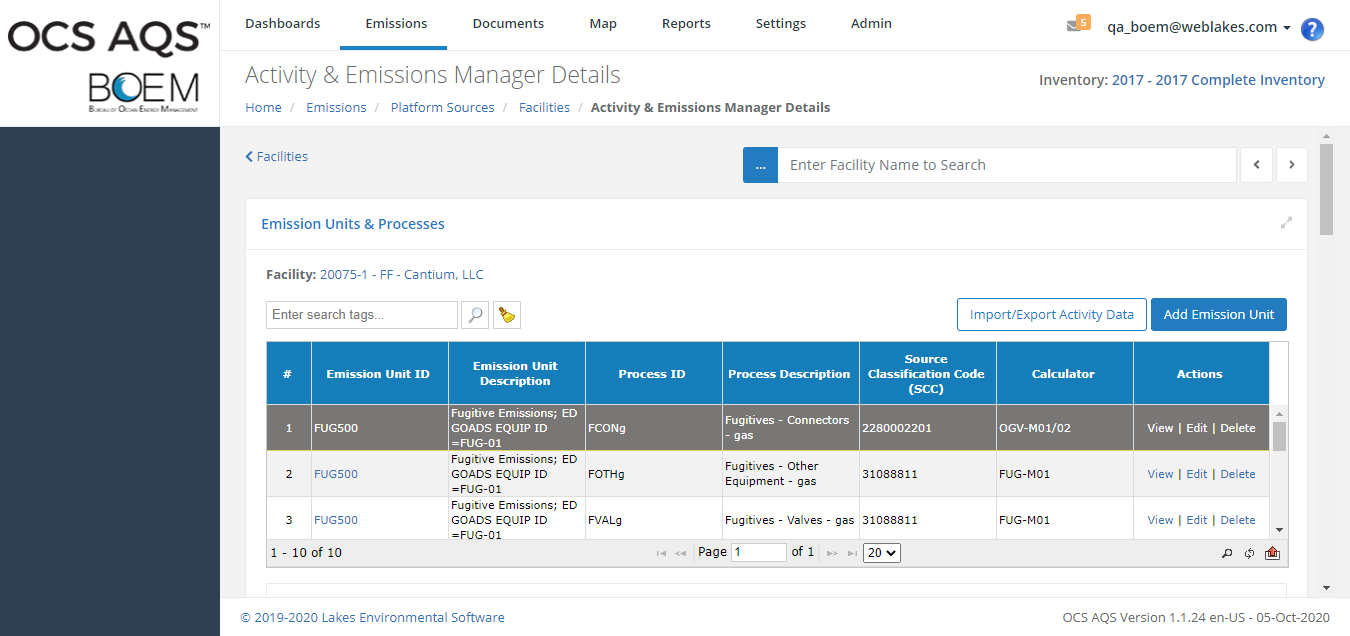 OCS AQS™
BOEM
BUREAU OF OCEAN ENERGY MANAGEMENT
Dashboards Emissions Documents Map Reports Settings Admin 5 qa_boem@weblakes.com ?
Activity & Emissions Manager Details
Inventory: 2017 - 2017 Complete Inventory
Home / Emissions / Platform Sources / Facilities / Activity & Emissions Manager Details
Facilities
... Enter Facility Name to Search
Emission Units & Processes
Facility: 20075-1 - FF - Cantium, LLC
Enter search tags... Import/Export Activity Data Add Emission Unit
# Emission Unit ID Emission Unit Description Process ID Process Description Source Classification Code (SCC) Calculator Actions
1 FUG500 Fugitive Emissions; ED GOADS EQUIP ID =FUG-01 FCONg Fugitives - Connectors - gas 2280002201 OGV-M01/02 View | Edit | Delete
2 FUG500 Fugitive Emissions; ED GOADS EQUIP ID =FUG-01 FOTHg Fugitives - Other Equipment - gas 31088811 FUG-M01 View | Edit | Delete
3 FUG500 Fugitive Emissions; ED GOADS EQUIP ID =FUG-01 FVALg Fugitives - Valves - gas 31088811 FUG-M01 View | Edit | Delete
1 - 10 of 10 Page 1 of 1 20
© 2019-2020 Lakes Environmental Software
OCS AQS Version 1.1.24 en-US - 05-Oct-2020